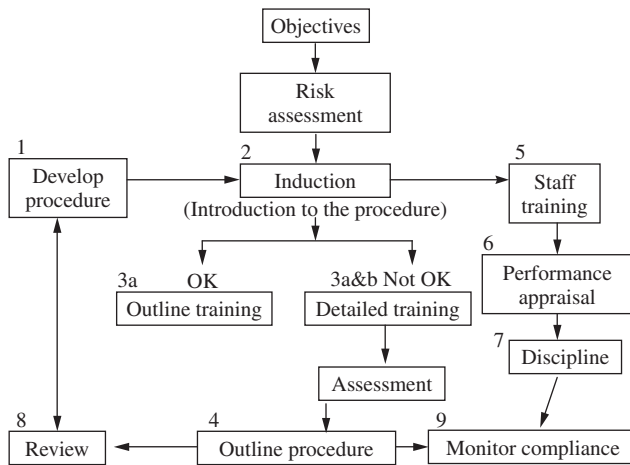 Objectives
Risk
assessment
1
Develop
procedure
2
Induction
(Introduction to the procedure)
5
Staff
training
6
Performance
appraisal
3a OK
Outline training
3a&b Not OK
Detailed training
7
Discipline
Assessment
8
Review
4
Outline procedure
9
Monitor compliance